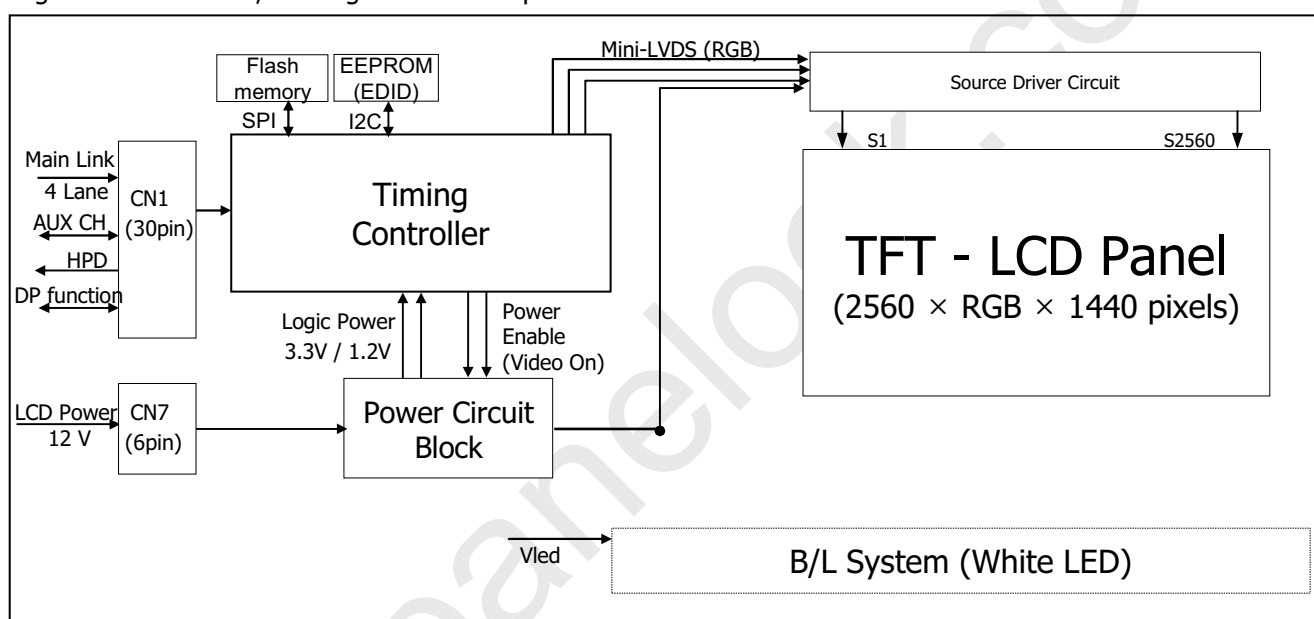 Mini-LVDS (RGB)
Flash
memory
EEPROM
(EDID)
SPI
I2C
Source Driver Circuit
S1
S2560
Main Link
4 Lane
AUX CH
HPD
DP function
CN1
(30pin)
Timing
Controller
TFT - LCD Panel
(2560 × RGB × 1440 pixels)
Logic Power
3.3V / 1.2V
Power
Enable
(Video On)
LCD Power
12 V
CN7
(6pin)
Power Circuit
Block
Vled
B/L System (White LED)